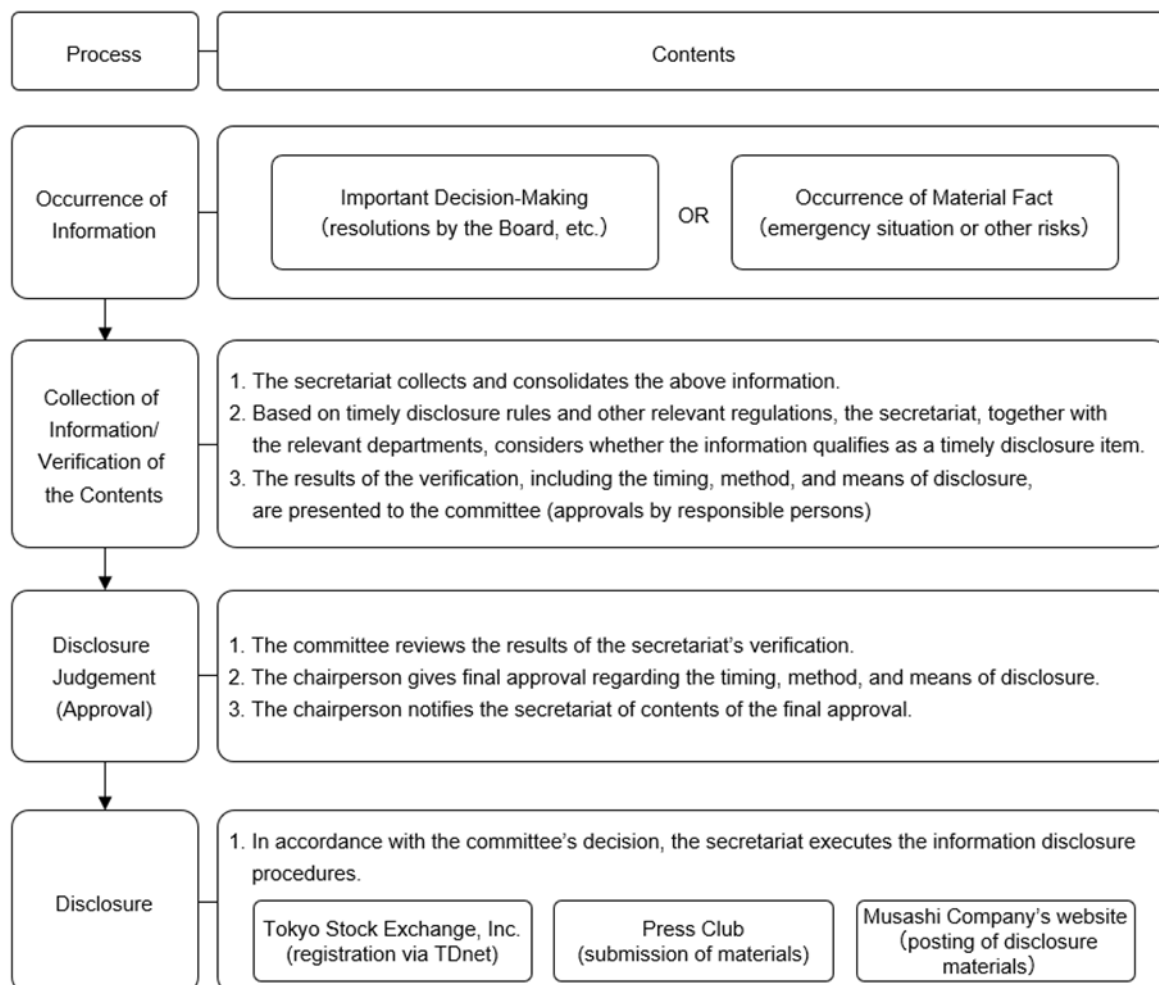 Process
Contents
Occurrence of
Information
Important Decision-Making
(resolutions by the Board, etc.)
OR
Occurrence of Material Fact
(emergency situation or other risks)
Collection of
Information/
Verification of
the Contents
1. The secretariat collects and consolidates the above information.
2. Based on timely disclosure rules and other relevant regulations, the secretariat, together with
the relevant departments, considers whether the information qualifies as a timely disclosure item.
3. The results of the verification, including the timing, method, and means of disclosure,
are presented to the committee (approvals by responsible persons)
Disclosure
Judgement
(Approval)
1. The committee reviews the results of the secretariat's verification.
2. The chairperson gives final approval regarding the timing, method, and means of disclosure.
3. The chairperson notifies the secretariat of contents of the final approval.
Disclosure
1. In accordance with the committee's decision, the secretariat executes the information disclosure
procedures.
Tokyo Stock Exchange, Inc.
(registration via TDnet)
Press Club
(submission of materials)
Musashi Company's website
(posting of disclosure
materials)